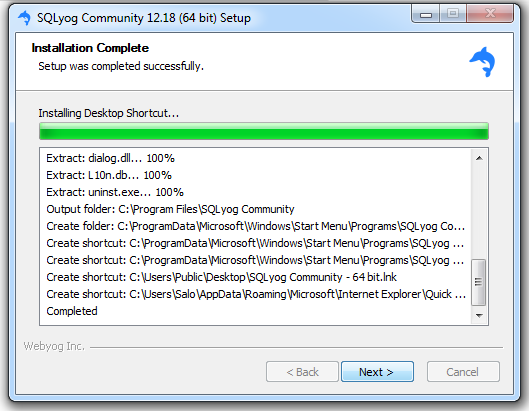 SQLyog Community 12.18 (64 bit) Setup
Installation Complete
Setup was completed successfully.
Installing Desktop Shortcut...
Extract: dialog.dll... 100%
Extract: L10n.db... 100%
Extract: uninst.exe... 100%
Output folder: C:\Program Files\SQLyog Community
Create folder: C:\ProgramData\Microsoft\Windows\Start Menu\Programs\SQLyog Co...
Create shortcut: C:\ProgramData\Microsoft\Windows\Start Menu\Programs\SQLyog ...
Create shortcut: C:\ProgramData\Microsoft\Windows\Start Menu\Programs\SQLyog ...
Create shortcut: C:\Users\Public\Desktop\SQLyog Community - 64 bit.lnk
Create shortcut: C:\Users\Salo\AppData\Roaming\Microsoft\Internet Explorer\Quick ...
Completed
Webyog Inc.
< Back
Next >
Cancel